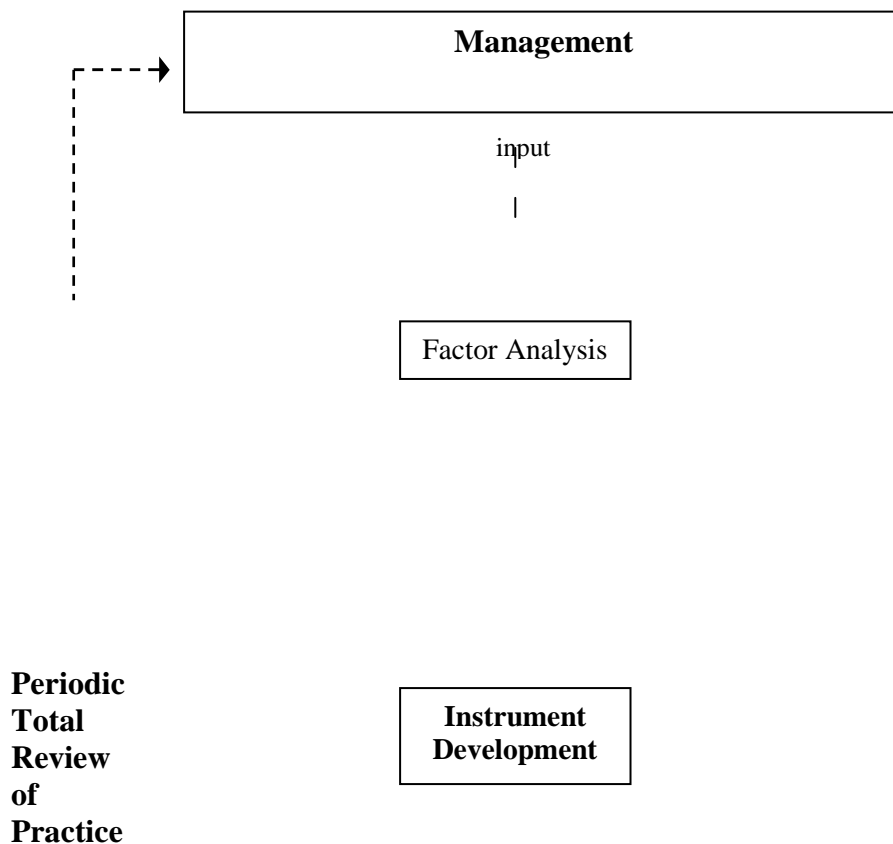 Management
input
Factor Analysis
Periodic
Total
Review
of
Practice
Instrument
Development